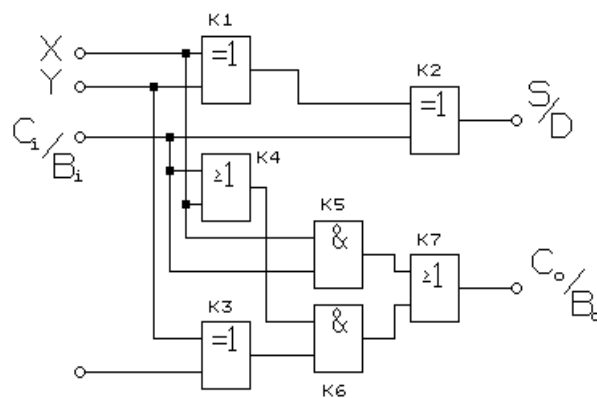 K1
X
=1
K2
Y
=1
S/D
Ci/Bi
K4
≥1
K5
&
K7
≥1
Co/Bo
K3
&
=1
K6